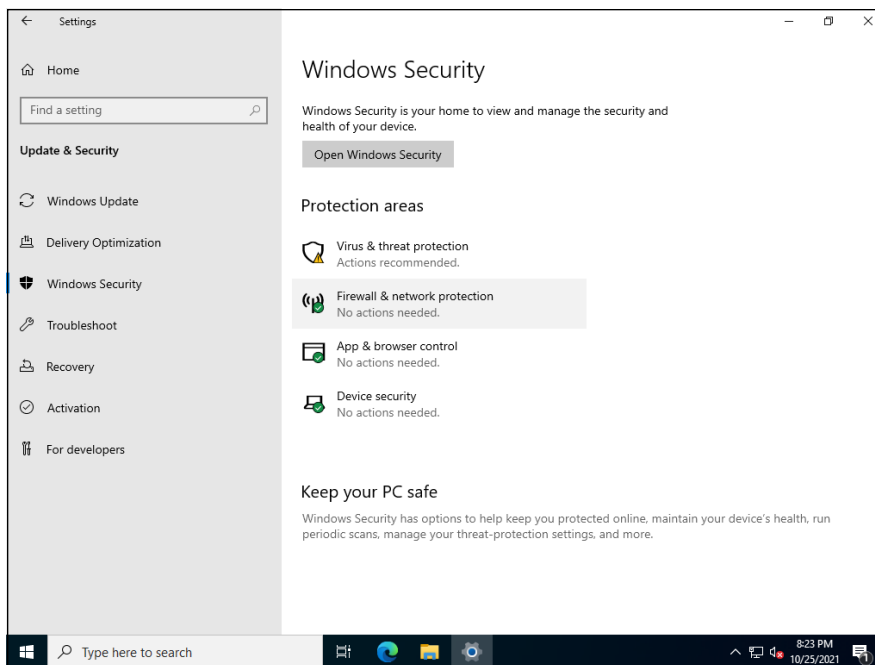 Settings
Home
Find a setting
Update & Security
Windows Update
Delivery Optimization
Windows Security
Troubleshoot
Recovery
Activation
For developers
Windows Security
Windows Security is your home to view and manage the security and
health of your device.
Open Windows Security
Protection areas
Virus & threat protection
Actions recommended.
Firewall & network protection
No actions needed.
App & browser control
No actions needed.
Device security
No actions needed.
Keep your PC safe
Windows Security has options to help keep you protected online, maintain your device's health, run
periodic scans, manage your threat-protection settings, and more.
Type here to search
8:23 PM
10/25/2021
1